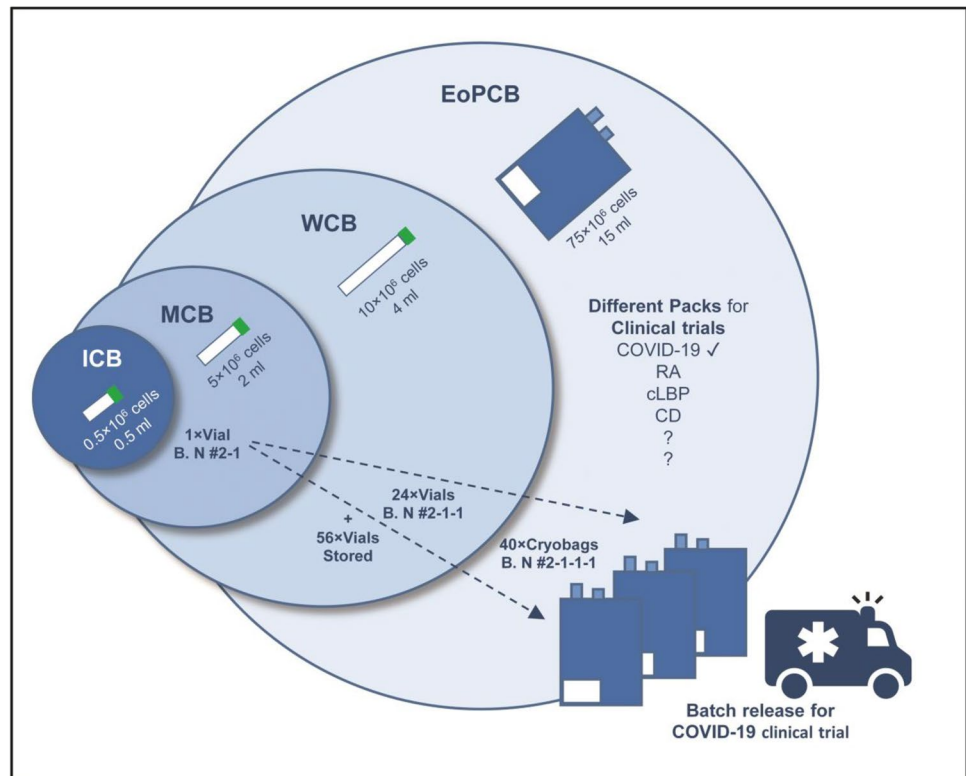 EoPCB
75×10⁶ cells
15 ml
WCB
10×10⁶ cells
4 ml
MCB
5×10⁶ cells
2 ml
ICB
0.5×10⁶ cells
0.5 ml
1×Vial
B. N #2-1
24×Vials
B. N #2-1-1
+
56×Vials
Stored
40×Cryobags
B. N #2-1-1-1
Different Packs for
Clinical trials
COVID-19 ✓
RA
cLBP
CD
?
?
Batch release for
COVID-19 clinical trial